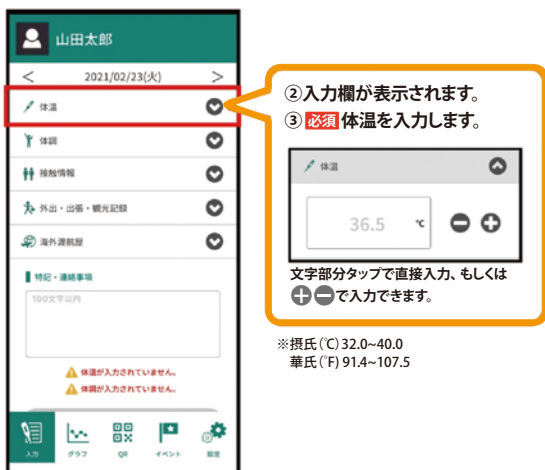 山田太郎
< 2021/02/23(火) >
体温
体調
接触情報
外出・出張・観光記録
海外渡航歴
特記・連絡事項
100文字以内
体温が入力されていません。
体調が入力されていません。
入力 グラフ QR イベント 設定
②入力欄が表示されます。
③ 必須 体温を入力します。
体温
36.5 ℃
文字部分タップで直接入力、もしくは
＋－で入力できます。
※摂氏(℃) 32.0~40.0
華氏(℉) 91.4~107.5